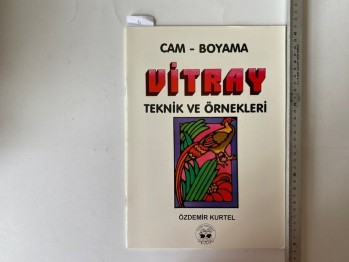 CAM - BOYAMA
VİTRAY
TEKNİK VE ÖRNEKLERİ
ÖZDEMİR KURTEL